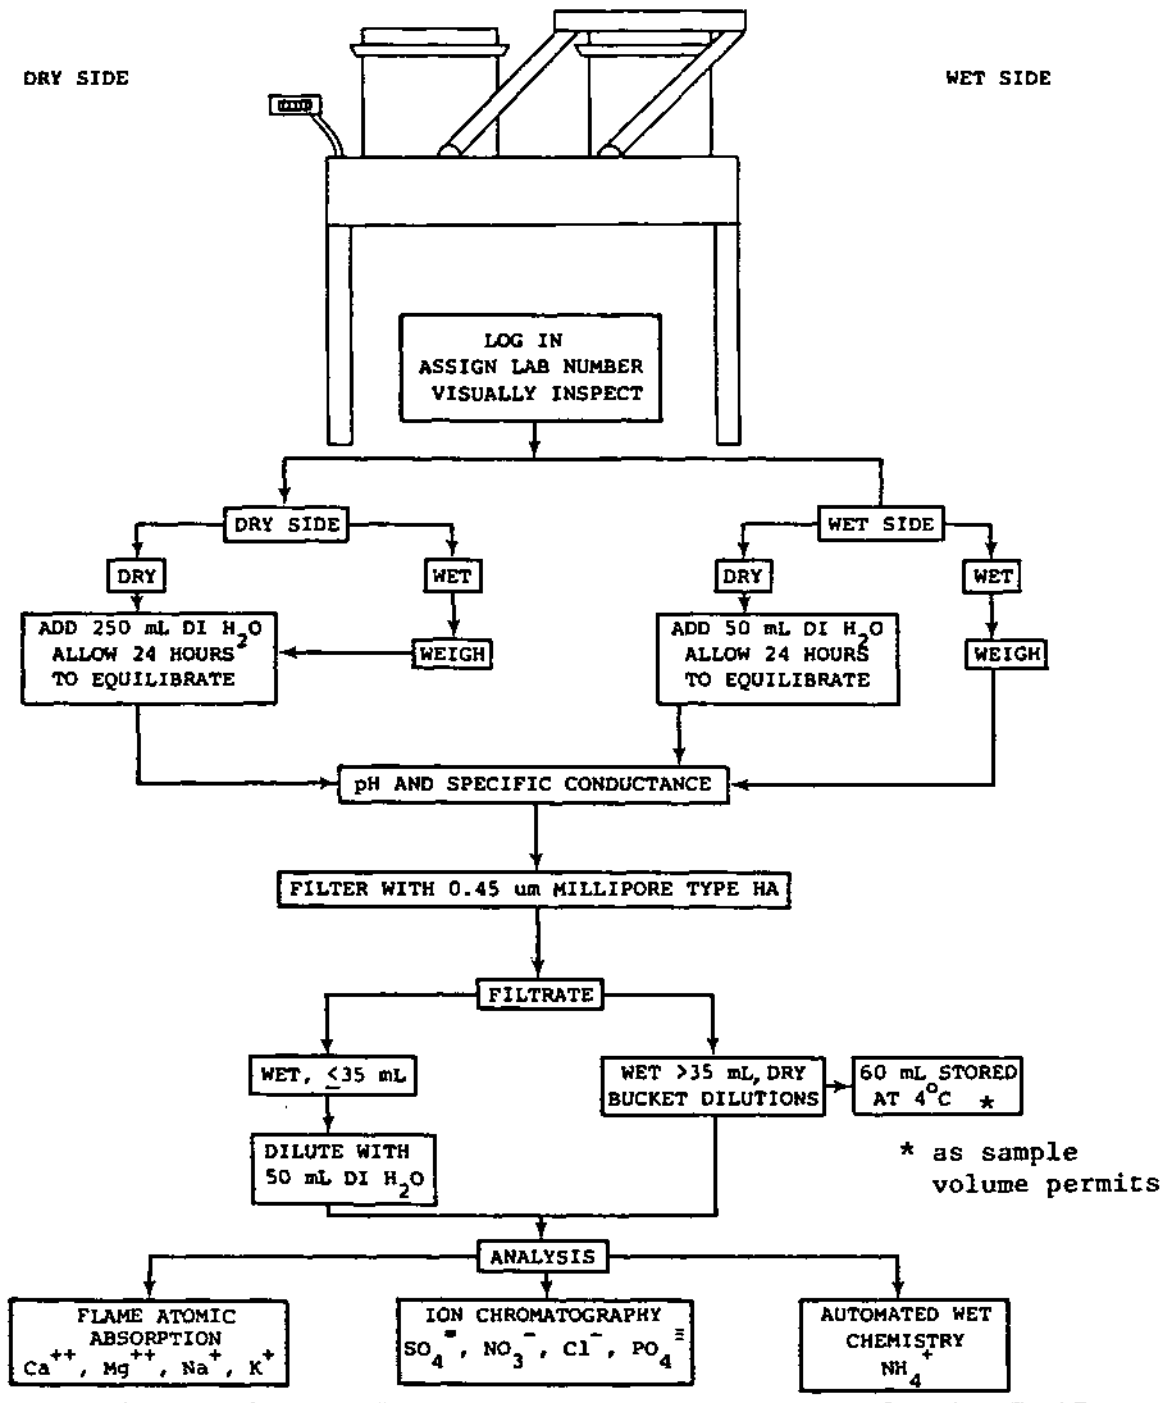 DRY SIDE
WET SIDE
LOG IN
ASSIGN LAB NUMBER
VISUALLY INSPECT
DRY SIDE
WET SIDE
DRY
WET
DRY
WET
ADD 250 mL DI H2O
ALLOW 24 HOURS
TO EQUILIBRATE
WEIGH
ADD 50 mL DI H2O
ALLOW 24 HOURS
TO EQUILIBRATE
WEIGH
pH AND SPECIFIC CONDUCTANCE
FILTER WITH 0.45 um MILLIPORE TYPE HA
FILTRATE
WET, ≤35 mL
WET >35 mL, DRY
BUCKET DILUTIONS
60 mL STORED
AT 4°C *
DILUTE WITH
50 mL DI H2O
* as sample
volume permits
ANALYSIS
FLAME ATOMIC
ABSORPTION
Ca++, Mg++, Na+, K+
ION CHROMATOGRAPHY
SO4=, NO3-, Cl-, PO4≡
AUTOMATED WET
CHEMISTRY
NH4+